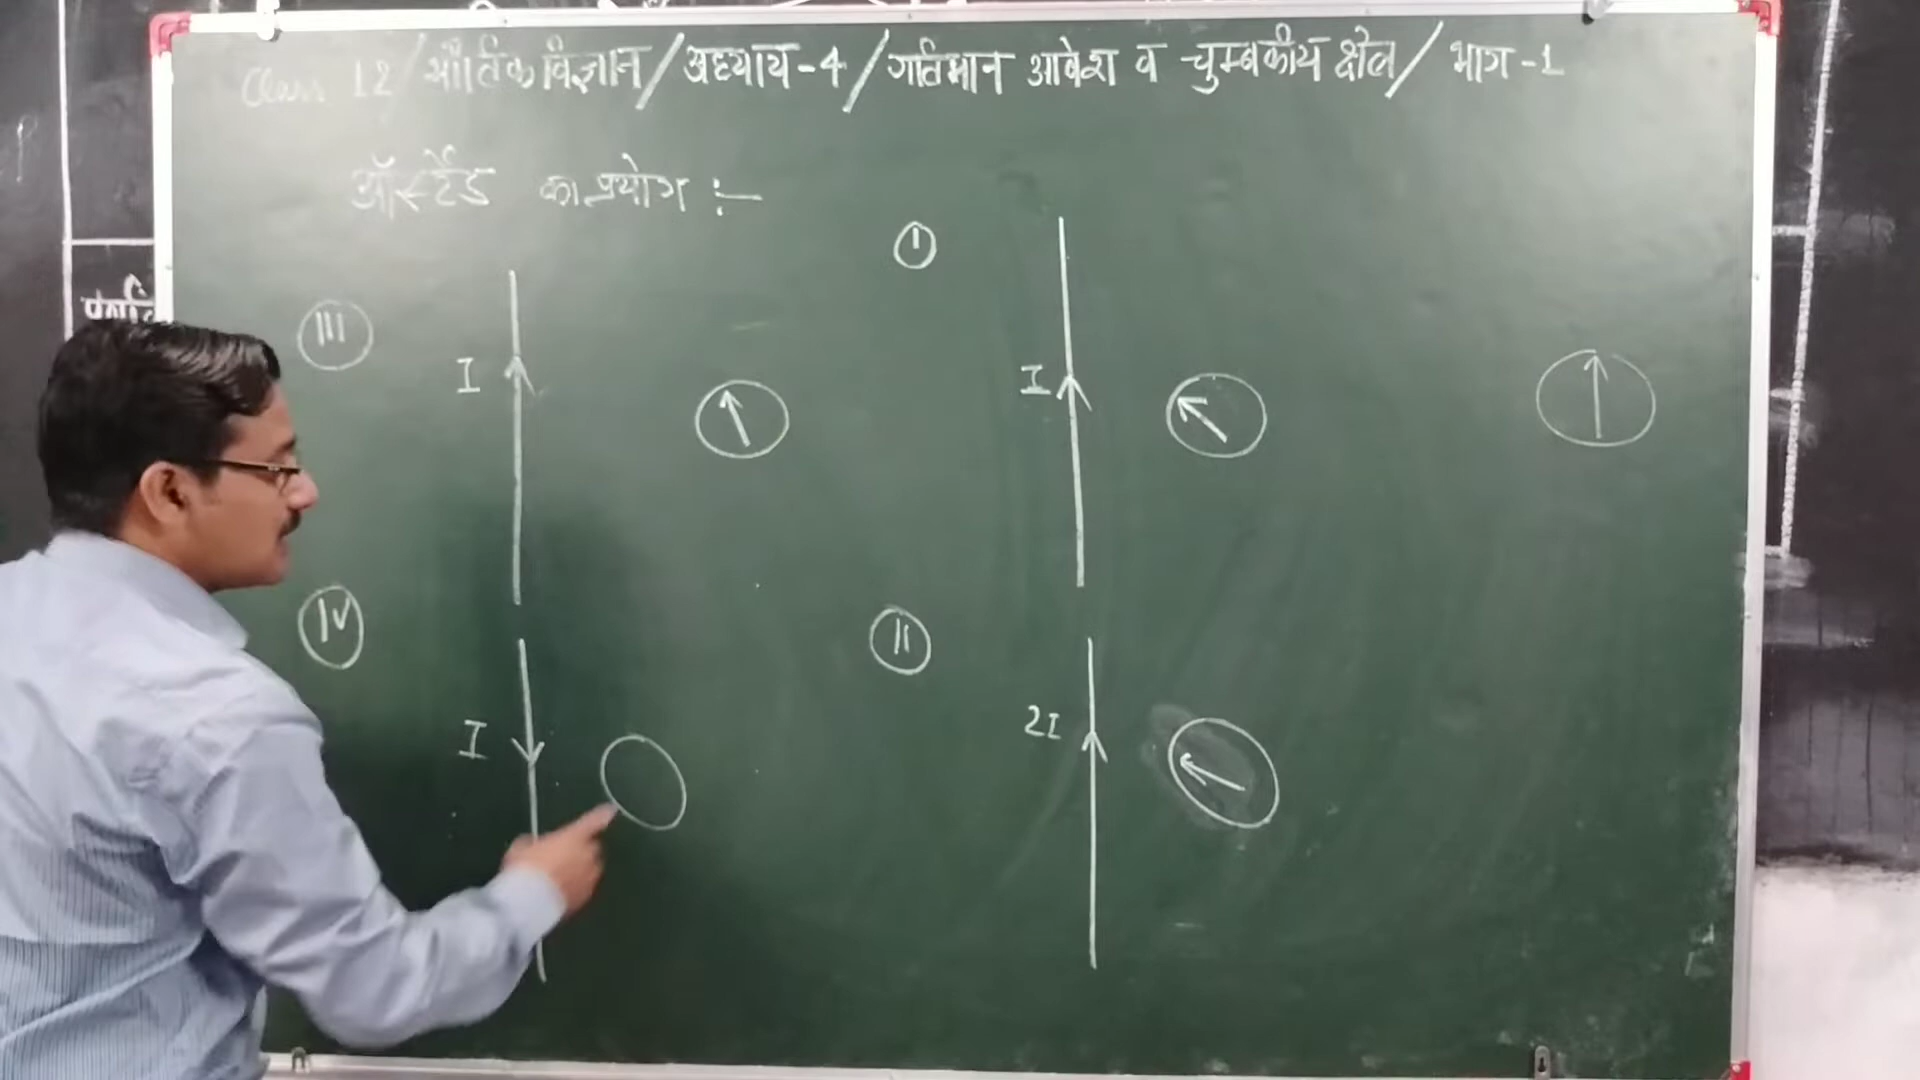 Class 12/भौतिक विज्ञान/अध्याय-4/गतिमान आवेश व चुम्बकीय क्षेत्र/भाग-1
ऑर्स्टेड का प्रयोग :-
I
III
I
I
IV
II
I
2I